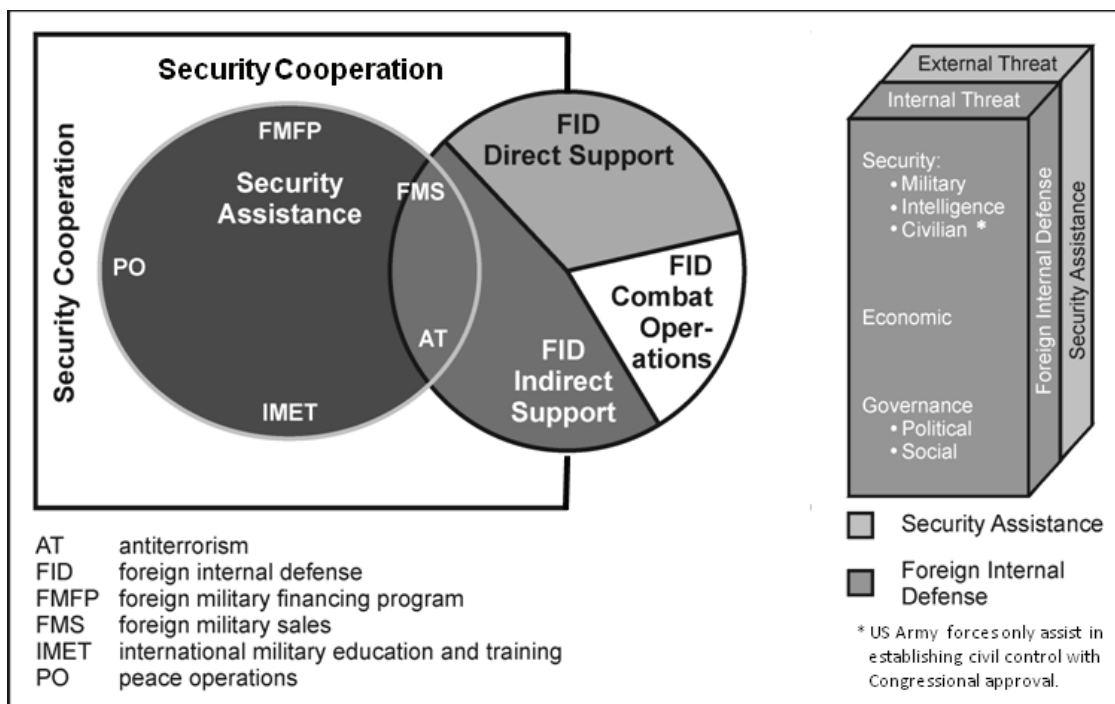 Security Cooperation
Security Cooperation
FMFP
Security
Assistance
FMS
PO
AT
IMET
FID
Direct Support
FID
Combat
Oper-
ations
FID
Indirect
Support
AT antiterrorism
FID foreign internal defense
FMFP foreign military financing program
FMS foreign military sales
IMET international military education and training
PO peace operations
External Threat
Internal Threat
Security:
• Military
• Intelligence
• Civilian *
Economic
Governance
• Political
• Social
Foreign Internal Defense
Security Assistance
Security Assistance
Foreign Internal
Defense
* US Army forces only assist in
establishing civil control with
Congressional approval.